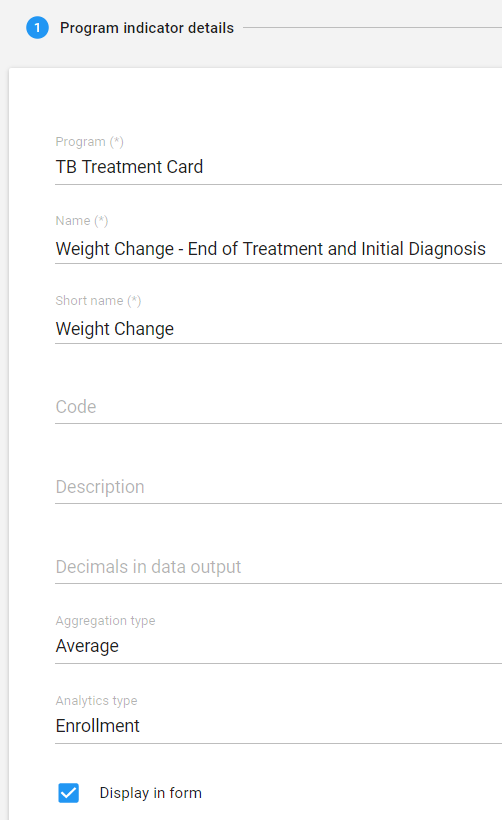 1 Program indicator details
Program (*)
TB Treatment Card
Name (*)
Weight Change - End of Treatment and Initial Diagnosis
Short name (*)
Weight Change
Code
Description
Decimals in data output
Aggregation type
Average
Analytics type
Enrollment
Display in form